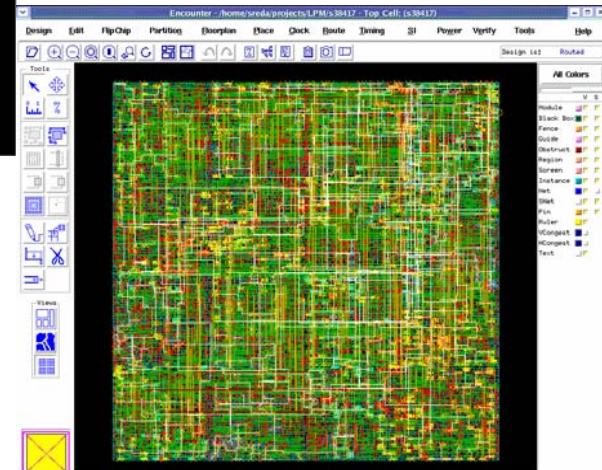 Encounter - /home/sreda/projects/LPM/s38417 - Top Cell: (s38417)
Design Edit FlipChip Partition Floorplan Place Clock Route Timing SI Power Verify Tools Help
Design is: Routed
Tools
All Colors
V S
Module
Black Box
Fence
Guide
Obstruct
Region
Screen
Instance
Net
SNet
Pin
Ruler
VCongest
HCongest
Text
Views